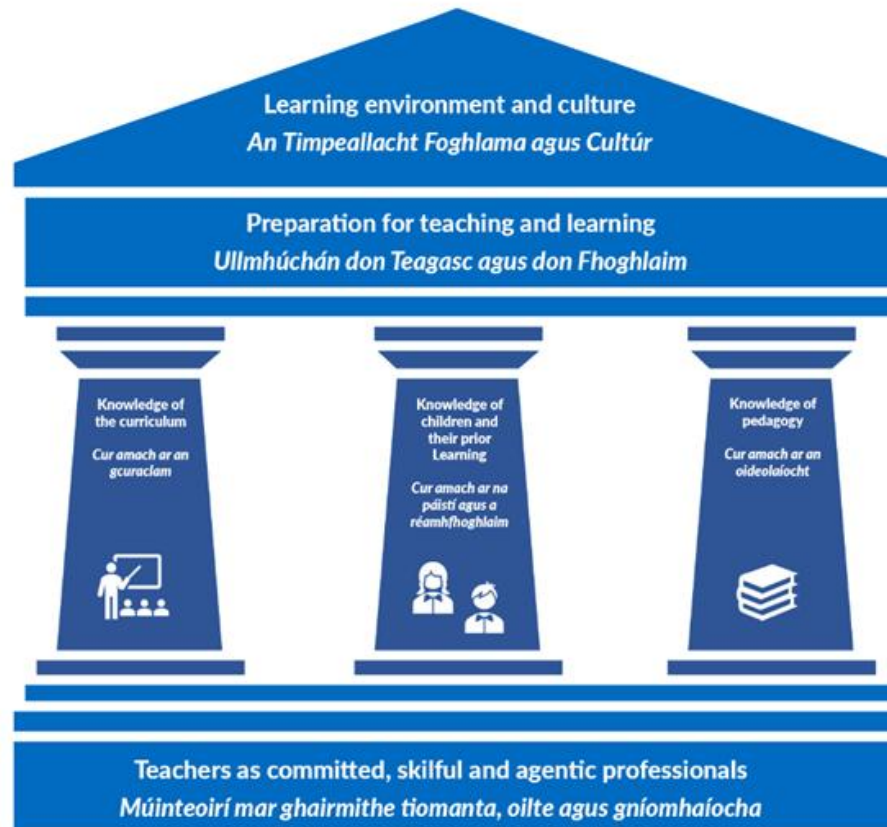 Learning environment and culture
An Timpeallacht Foghlama agus Cultúr
Preparation for teaching and learning
Ullmhúchán don Teagasc agus don Fhoghlaim
Knowledge of
the curriculum
Cur amach ar an
gcuraclam
Knowledge of
children and
their prior
Learning
Cur amach ar na
páistí agus a
réamhfhoghlaim
Knowledge of
pedagogy
Cur amach ar an
oideolaíocht
Teachers as committed, skilful and agentic professionals
Múinteoirí mar ghairmithe tiomanta, oilte agus gníomhaíocha